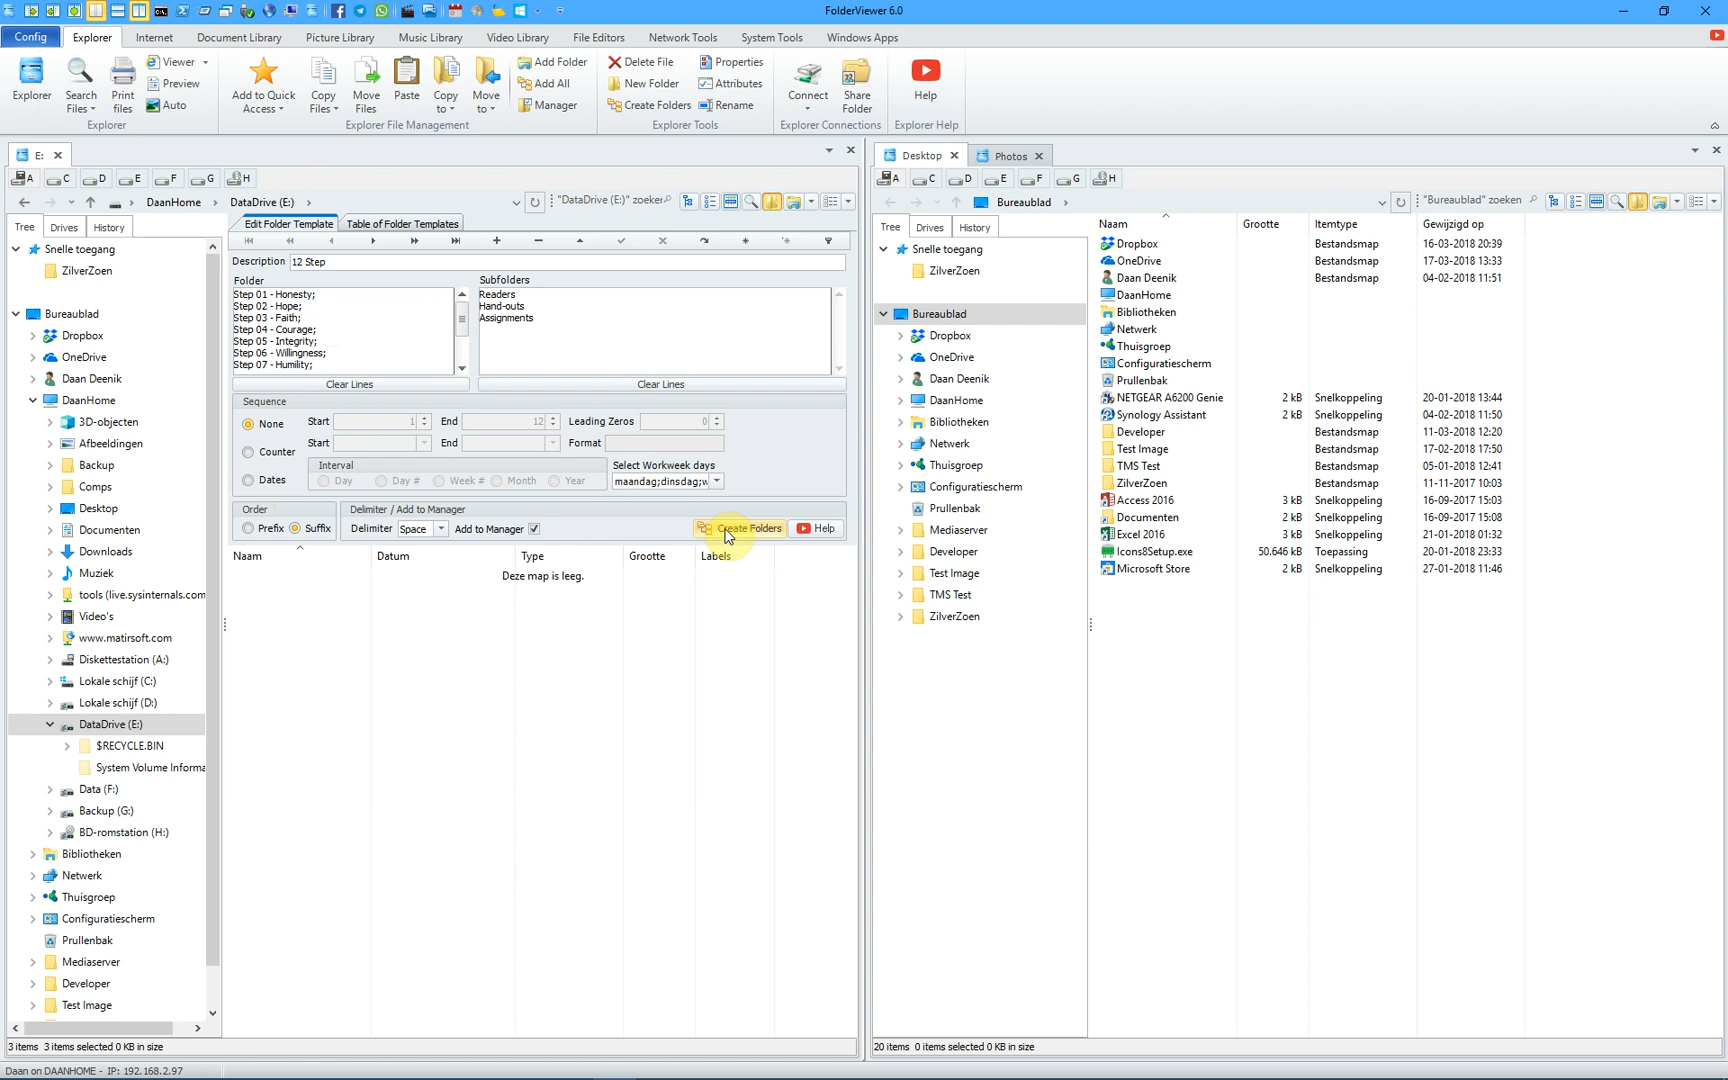 FolderViewer 6.0
Config Explorer Internet Document Library Picture Library Music Library Video Library File Editors Network Tools System Tools Windows Apps
Explorer
Search Files
Print files
Viewer
Preview
Auto
Explorer
Add to Quick Access
Copy Files
Move Files
Paste
Copy to
Move to
Add Folder
Add All
Manager
Explorer File Management
Delete File
New Folder
Create Folders
Properties
Attributes
Rename
Explorer Tools
Connect
Share Folder
Explorer Connections
Help
Explorer Help
E:
A C D E F G H
DaanHome DataDrive (E:)
"DataDrive (E:)" zoeken
Tree Drives History
Snelle toegang
ZilverZoen
Bureaublad
Dropbox
OneDrive
Daan Deenik
DaanHome
3D-objecten
Afbeeldingen
Backup
Comps
Desktop
Documenten
Downloads
Muziek
tools (live.sysinternals.com
Video's
www.matirsoft.com
Diskettestation (A:)
Lokale schijf (C:)
Lokale schijf (D:)
DataDrive (E:)
$RECYCLE.BIN
System Volume Informa
Data (F:)
Backup (G:)
BD-romstation (H:)
Bibliotheken
Netwerk
Thuisgroep
Configuratiescherm
Prullenbak
Mediaserver
Developer
Test Image
Edit Folder Template Table of Folder Templates
Description 12 Step
Folder
Step 01 - Honesty;
Step 02 - Hope;
Step 03 - Faith;
Step 04 - Courage;
Step 05 - Integrity;
Step 06 - Willingness;
Step 07 - Humility;
Clear Lines
Subfolders
Readers
Hand-outs
Assignments
Clear Lines
Sequence
None Start 1 End 12 Leading Zeros 0
Counter Start End Format
Dates Interval Day Day # Week # Month Year
Select Workweek days
maandag;dinsdag;w
Order
Prefix Suffix
Delimiter / Add to Manager
Delimiter Space Add to Manager Create Folders Help
Naam Datum Type Grootte Labels
Deze map is leeg.
3 items 3 items selected 0 KB in size
Daan on DAANHOME - IP: 192.168.2.97
Desktop Photos
A C D E F G H
Bureaublad
"Bureaublad" zoeken
Tree Drives History
Snelle toegang
ZilverZoen
Bureaublad
Dropbox
OneDrive
Daan Deenik
DaanHome
Bibliotheken
Netwerk
Thuisgroep
Configuratiescherm
Prullenbak
Mediaserver
Developer
Test Image
TMS Test
ZilverZoen
Naam Grootte Itemtype Gewijzigd op
Dropbox Bestandsmap 16-03-2018 20:39
OneDrive Bestandsmap 17-03-2018 13:33
Daan Deenik Bestandsmap 04-02-2018 11:51
DaanHome
Bibliotheken
Netwerk
Thuisgroep
Configuratiescherm
Prullenbak
NETGEAR A6200 Genie 2 kB Snelkoppeling 20-01-2018 13:44
Synology Assistant 2 kB Snelkoppeling 04-02-2018 11:50
Developer Bestandsmap 11-03-2018 12:20
Test Image Bestandsmap 17-02-2018 17:50
TMS Test Bestandsmap 05-01-2018 12:41
ZilverZoen Bestandsmap 11-11-2017 10:03
Access 2016 3 kB Snelkoppeling 16-09-2017 15:03
Documenten 2 kB Snelkoppeling 16-09-2017 15:08
Excel 2016 3 kB Snelkoppeling 21-01-2018 01:32
Icons8Setup.exe 50.646 kB Toepassing 20-01-2018 23:33
Microsoft Store 2 kB Snelkoppeling 27-01-2018 11:46
20 items 0 items selected 0 KB in size